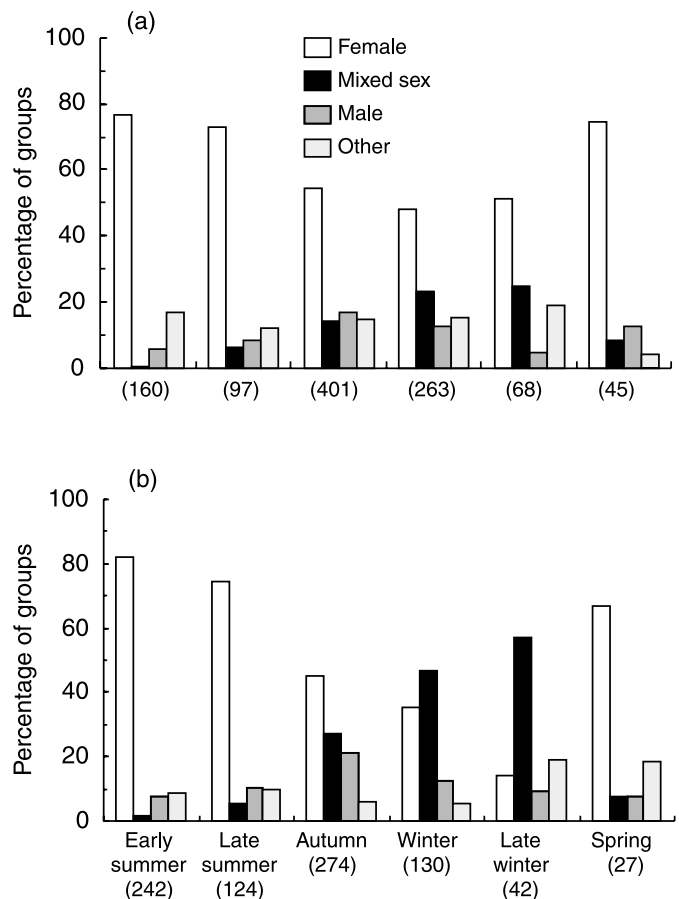 (a)
100
80
60
40
20
0
Percentage of groups
Female
Mixed sex
Male
Other
(160) (97) (401) (263) (68) (45)
(b)
100
80
60
40
20
0
Percentage of groups
Early Late Autumn Winter Late Spring
summer summer (274) (130) winter (27)
(242) (124) (42)